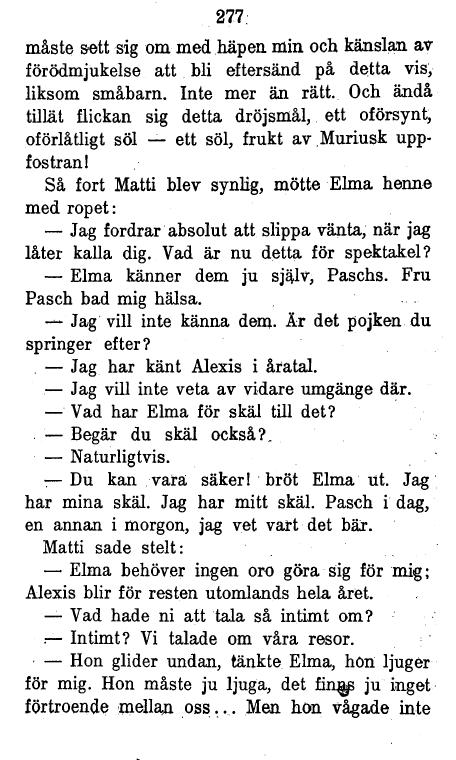 277
måste sett sig om med häpen min och känslan av
förödmjukelse att bli eftersänd på detta vis,
liksom småbarn. Inte mer än rätt. Och ändå
tillät flickan sig detta dröjsmål, ett oförsynt,
oförlåtligt söl — ett söl, frukt av Muriusk upp-
fostran!
Så fort Matti blev synlig, mötte Elma henne
med ropet:
— Jag fordrar absolut att slippa vänta, när jag
låter kalla dig. Vad är nu detta för spektakel?
— Elma känner dem ju själv, Paschs. Fru
Pasch bad mig hälsa.
— Jag vill inte känna dem. Är det pojken du
springer efter?
— Jag har känt Alexis i åratal.
— Jag vill inte veta av vidare umgänge där.
— Vad har Elma för skäl till det?
— Begär du skäl också?
— Naturligtvis.
— Du kan vara säker! bröt Elma ut. Jag
har mina skäl. Jag har mitt skäl. Pasch i dag,
en annan i morgon, jag vet vart det bär.
Matti sade stelt:
— Elma behöver ingen oro göra sig för mig;
Alexis blir för resten utomlands hela året.
— Vad hade ni att tala så intimt om?
— Intimt? Vi talade om våra resor.
— Hon glider undan, tänkte Elma, hon ljuger
för mig. Hon måste ju ljuga, det finns ju inget
förtroende mellan oss... Men hon vågade inte